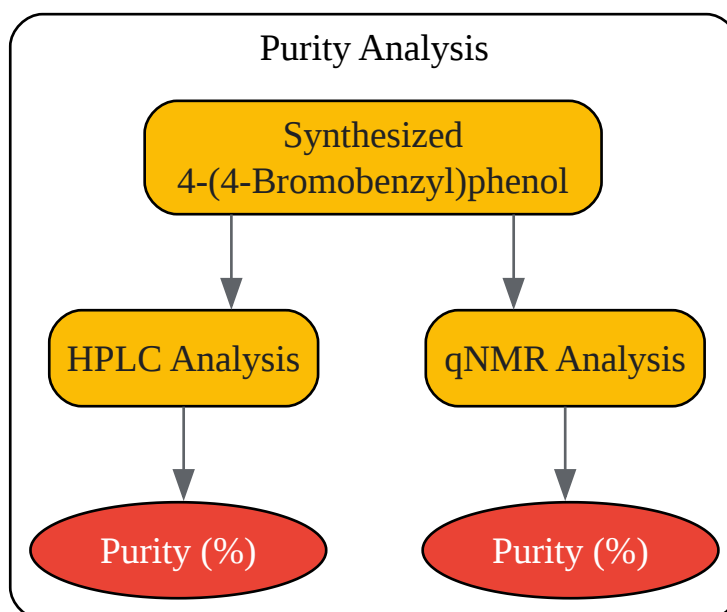 Purity Analysis
Synthesized
4-(4-Bromobenzyl)phenol
HPLC Analysis
qNMR Analysis
Purity (%)
Purity (%)